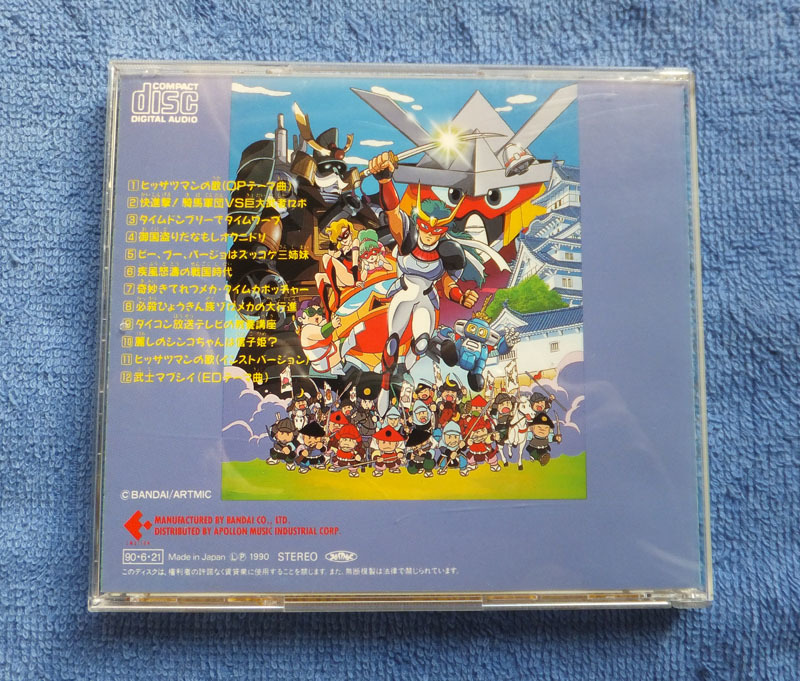 COMPACT
disc
DIGITAL AUDIO
1 ヒッサツマンの歌(OPテーマ曲)
2 快進撃!騎馬軍団VS巨大勇者ロボ
3 タイムドンブリーでタイムワープ
4 御国盗りだなもしオクニドリ
5 ビー、ブー、バージョはスッコケ三姉妹
6 疾風怒濤の戦国時代
7 奇妙きてれつメカ・タイムカボッチャー
8 必殺ひょうきん族ゾロメカの大行進
9 タイコン放送テレビの教養講座
10 麗しのシンコちゃんは信子姫?
11 ヒッサツマンの歌(インストバージョン)
12 武士マブシイ(EDテーマ曲)
©BANDAI/ARTMIC
MANUFACTURED BY BANDAI CO., LTD.
DISTRIBUTED BY APOLLON MUSIC INDUSTRIAL CORP.
90·6·21 Made in Japan Ⓛ Ⓟ 1990 STEREO
このディスクは、権利者の許諾なく賃貸業に使用することを禁じます。また、無断複製は法律で禁じられています。